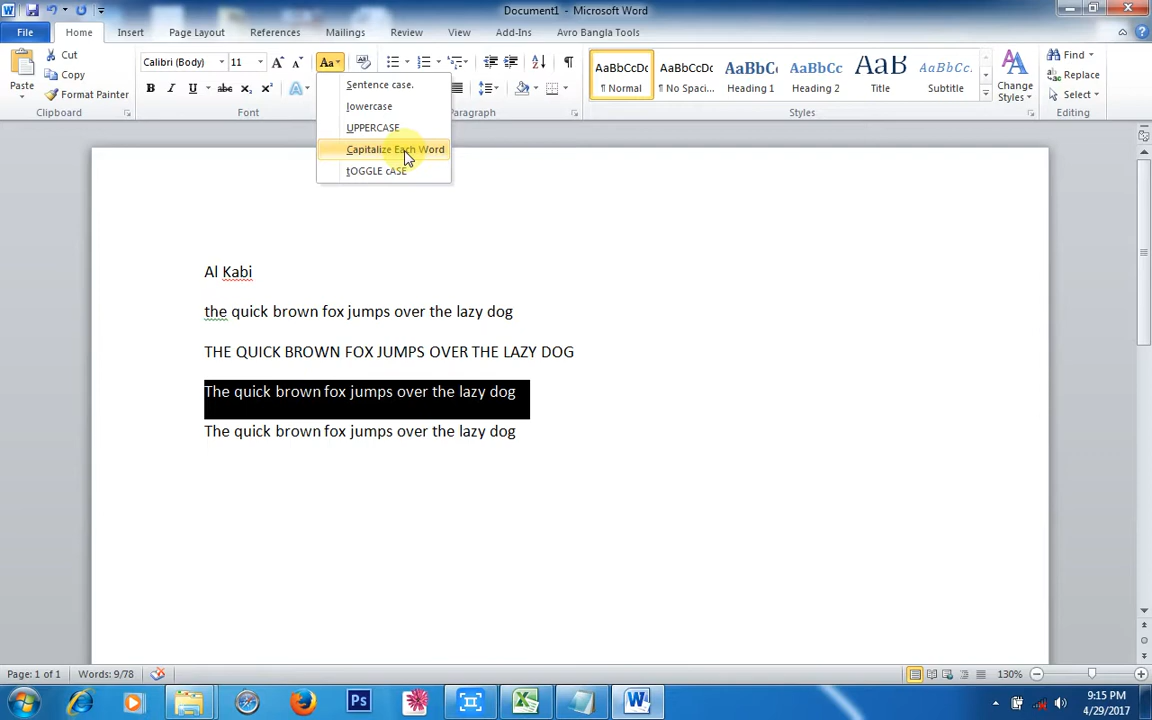 Document1 - Microsoft Word
File Home Insert Page Layout References Mailings Review View Add-Ins Avro Bangla Tools
Paste
Cut
Copy
Format Painter
Clipboard
Calibri (Body) 11 Aa
B I U abc X₂ X² A
Font
Sentence case.
lowercase
UPPERCASE
Capitalize Each Word
tOGGLE cASE
Paragraph
AaBbCcDc AaBbCcDc AaBbCc AaBbCc AaB AaBbCc.
¶ Normal ¶ No Spaci... Heading 1 Heading 2 Title Subtitle
Change Styles
Styles
Find
Replace
Select
Editing
Al Kabi
the quick brown fox jumps over the lazy dog
THE QUICK BROWN FOX JUMPS OVER THE LAZY DOG
The quick brown fox jumps over the lazy dog
The quick brown fox jumps over the lazy dog
Page: 1 of 1 Words: 9/78 130%
Ps
9:15 PM
4/29/2017